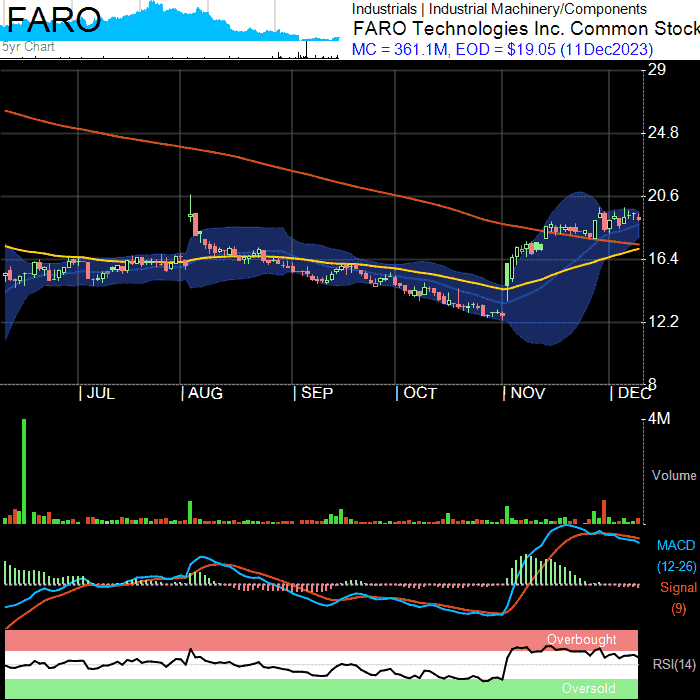 FARO
5yr Chart
Industrials | Industrial Machinery/Components
FARO Technologies Inc. Common Stock
MC = 361.1M, EOD = $19.05 (11Dec2023)
29
24.8
20.6
16.4
12.2
8
| JUL | AUG | SEP | OCT | NOV | DEC
4M
Volume
MACD
(12-26)
Signal
(9)
Overbought
RSI(14)
Oversold